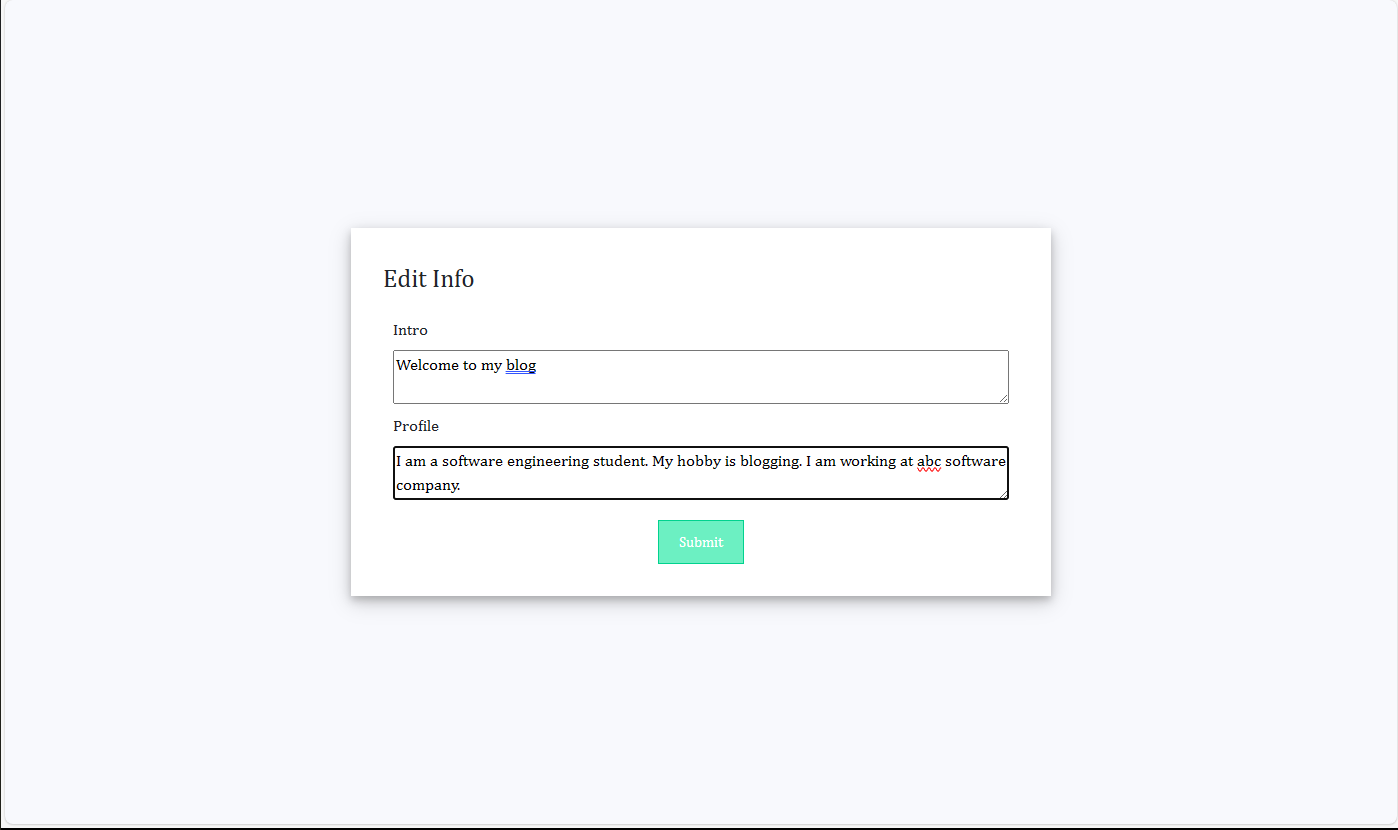 Edit Info
Intro
Welcome to my blog
Profile
I am a software engineering student. My hobby is blogging. I am working at abc software
company.
Submit